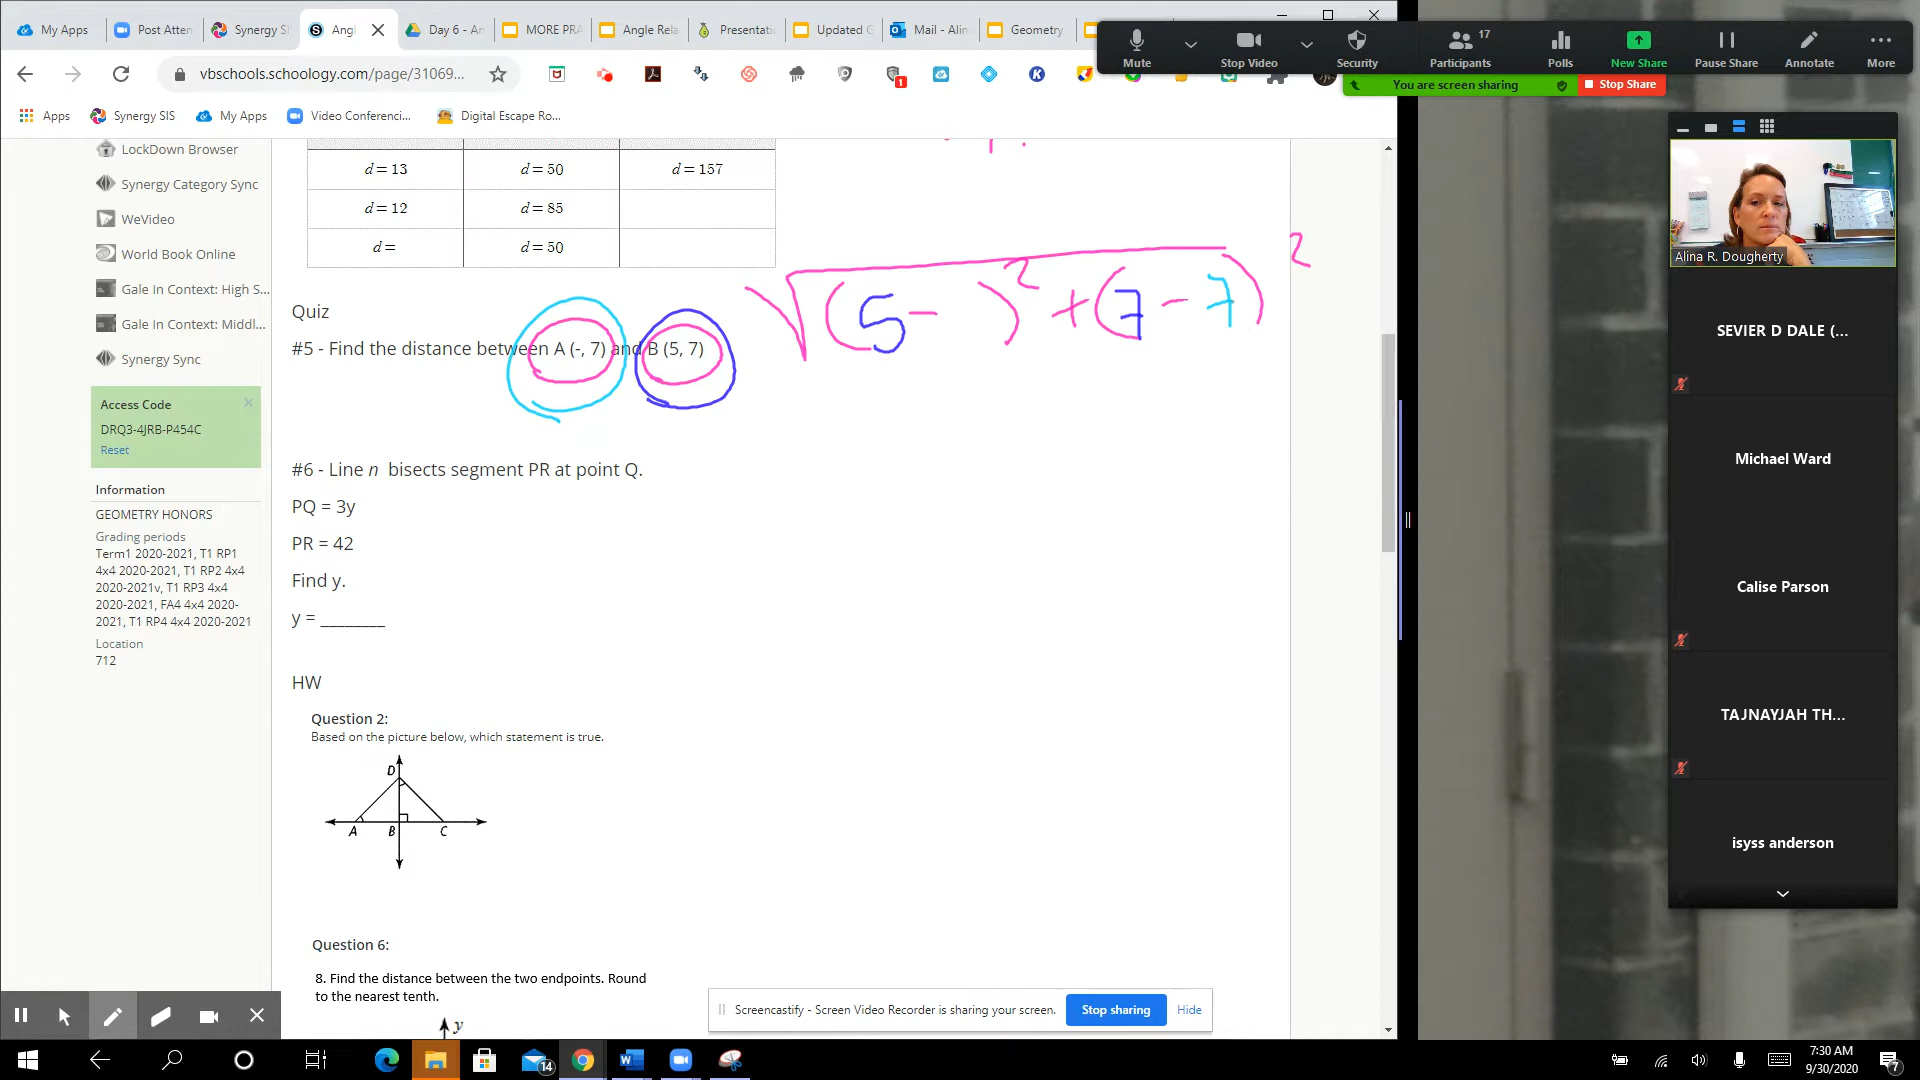 My Apps
Post Atten
Synergy S
Angl
Day 6 - An
MORE PRA
Angle Rela
Presentatio
Updated G
Mail - Alin
Geometry
vbschools.schoology.com/page/31069...
Apps
Synergy SIS
My Apps
Video Conferenci...
Digital Escape Ro...
Mute
Stop Video
Security
17
Participants
Polls
New Share
Pause Share
Annotate
More
You are screen sharing
Stop Share
LockDown Browser
Synergy Category Sync
WeVideo
World Book Online
Gale In Context: High S...
Gale In Context: Middl...
Synergy Sync
Access Code
DRQ3-4JRB-P454C
Reset
Information
GEOMETRY HONORS
Grading periods
Term1 2020-2021, T1 RP1
4x4 2020-2021, T1 RP2 4x4
2020-2021v, T1 RP3 4x4
2020-2021, FA4 4x4 2020-
2021, T1 RP4 4x4 2020-2021
Location
712
d = 13 d = 50 d = 157
d = 12 d = 85
d = d = 50
√(5- )² + (7 - 7)²
Quiz
#5 - Find the distance between A (-, 7) and B (5, 7)
#6 - Line n bisects segment PR at point Q.
PQ = 3y
PR = 42
Find y.
y = ________
HW
Question 2:
Based on the picture below, which statement is true.
D
A B C
Question 6:
8. Find the distance between the two endpoints. Round
to the nearest tenth.
y
Screencastify - Screen Video Recorder is sharing your screen.
Stop sharing
Hide
Alina R. Dougherty
SEVIER D DALE (...
Michael Ward
Calise Parson
TAJNAYJAH TH...
isyss anderson
14
7:30 AM
9/30/2020
7